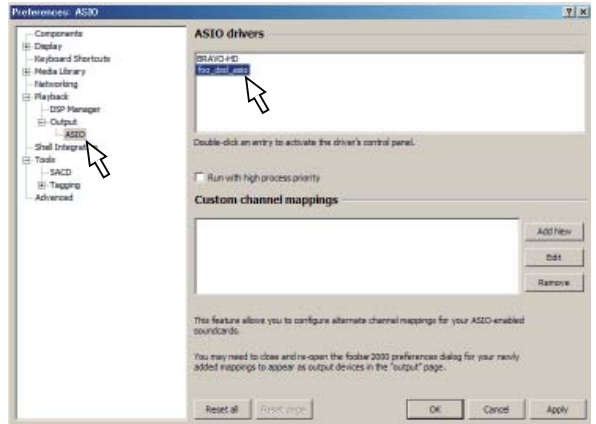 Preferences: ASIO
Components
Display
Keyboard Shortcuts
Media Library
Networking
Playback
DSP Manager
Output
ASIO
Shell Integration
Tools
SACD
Tagging
Advanced
ASIO drivers
BRAVO-HD
foo_dsd_asio
Double-click an entry to activate the driver's control panel.
Run with high process priority
Custom channel mappings
Add New
Edit
Remove
This feature allows you to configure alternate channel mappings for your ASIO-enabled
soundcards.
You may need to close and re-open the foobar2000 preferences dialog for your newly
added mappings to appear as output devices in the "output" page.
Reset all
Reset page
OK
Cancel
Apply